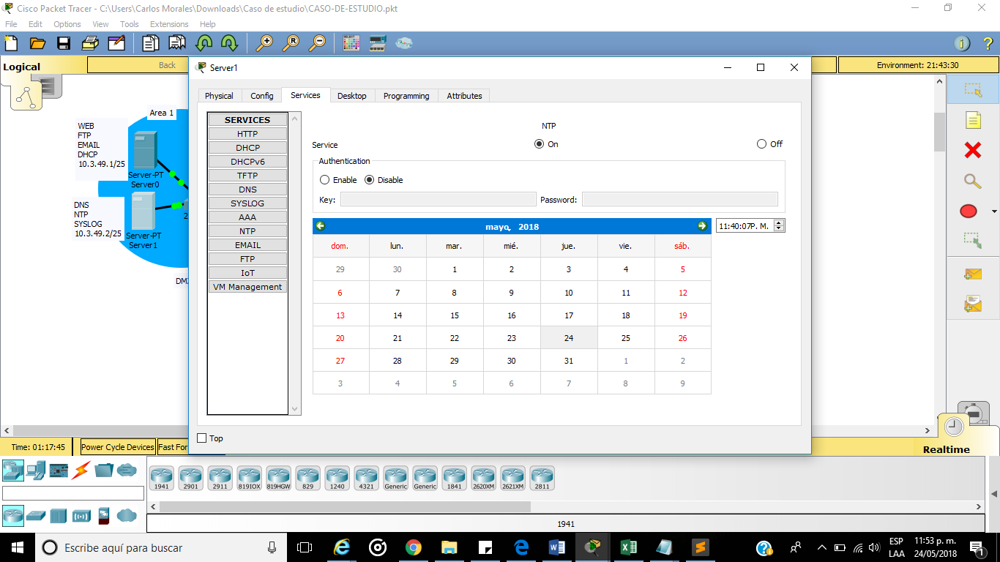 Cisco Packet Tracer - C:\Users\Carlos Morales\Downloads\Caso de estudio\CASO-DE-ESTUDIO.pkt
File Edit Options View Tools Extensions Help
Logical
Back
Environment: 21:43:30
Server1
Physical Config Services Desktop Programming Attributes
Area 1
WEB
FTP
EMAIL
DHCP
10.3.49.1/25
Server-PT
Server0
DNS
NTP
SYSLOG
10.3.49.2/25
Server-PT
Server1
2
DM
SERVICES
HTTP
DHCP
DHCPv6
TFTP
DNS
SYSLOG
AAA
NTP
EMAIL
FTP
IoT
VM Management
NTP
Service On Off
Authentication
Enable Disable
Key: Password:
mayo, 2018
11:40:07P. M.
dom. lun. mar. mié. jue. vie. sáb.
29 30 1 2 3 4 5
6 7 8 9 10 11 12
13 14 15 16 17 18 19
20 21 22 23 24 25 26
27 28 29 30 31 1 2
3 4 5 6 7 8 9
Top
Time: 01:17:45 Power Cycle Devices Fast For
Realtime
1941 2901 2911 819IOX 819HGW 829 1240 4321 Generic Generic 1841 2620XM 2621XM 2811
1941
Escribe aquí para buscar
ESP
LAA
11:53 p. m.
24/05/2018
1